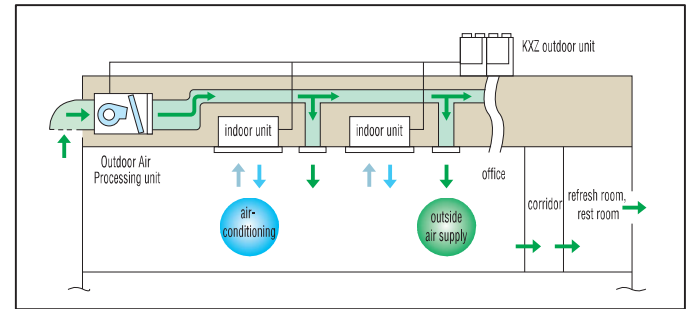 KXZ outdoor unit
indoor unit
indoor unit
Outdoor Air
Processing unit
office
air-
conditioning
outside
air supply
corridor
refresh room,
rest room